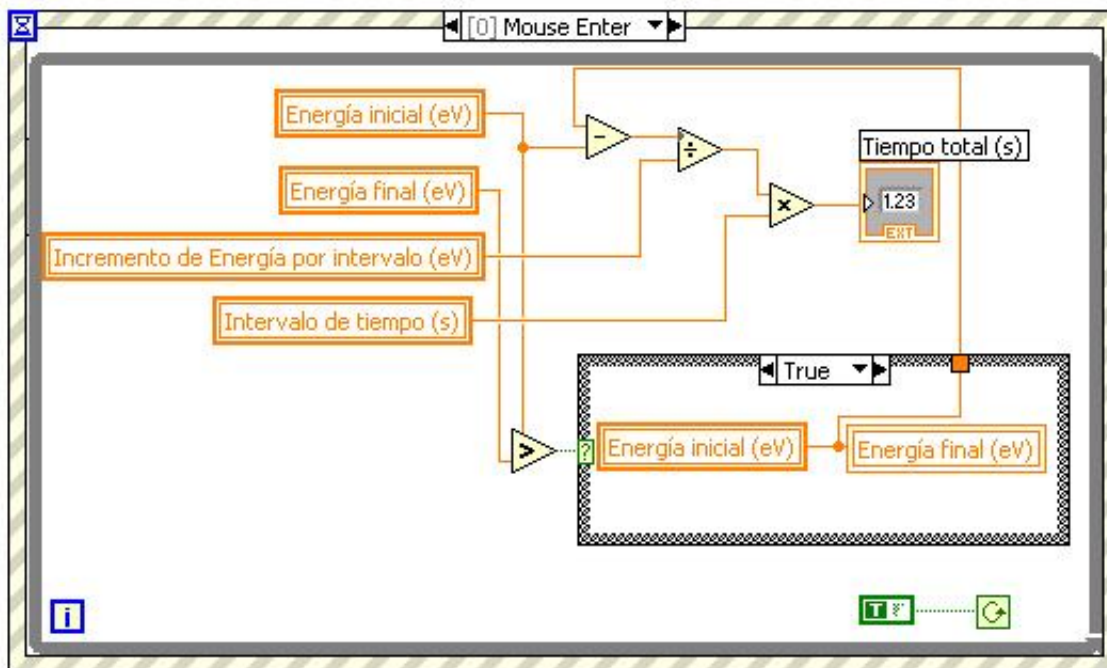 [0] Mouse Enter
Energía inicial (eV)
Energía final (eV)
Incremento de Energía por intervalo (eV)
Intervalo de tiempo (s)
-
÷
×
Tiempo total (s)
1.23
EXT
True
>
?
Energía inicial (eV)
Energía final (eV)
i
T